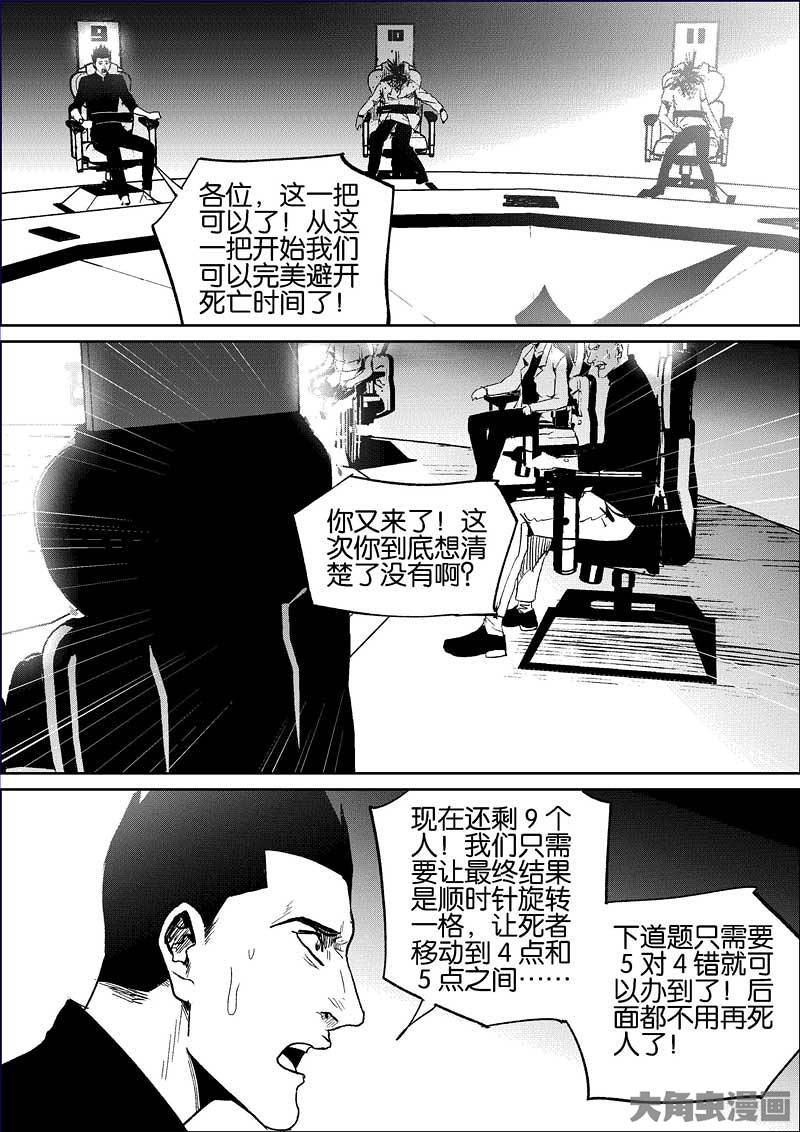 9
10
11
各位，这一把
可以了！从这
一把开始我们
可以完美避开
死亡时间了！
你又来了！这
次你到底想清
楚了没有啊？
现在还剩9个
人！我们只需
要让最终结果
是顺时针旋转
一格，让死者
移动到4点和
5点之间……
下道题只需要
5对4错就可
以办到了！后
面都不用再死
人了！
大角虫漫画